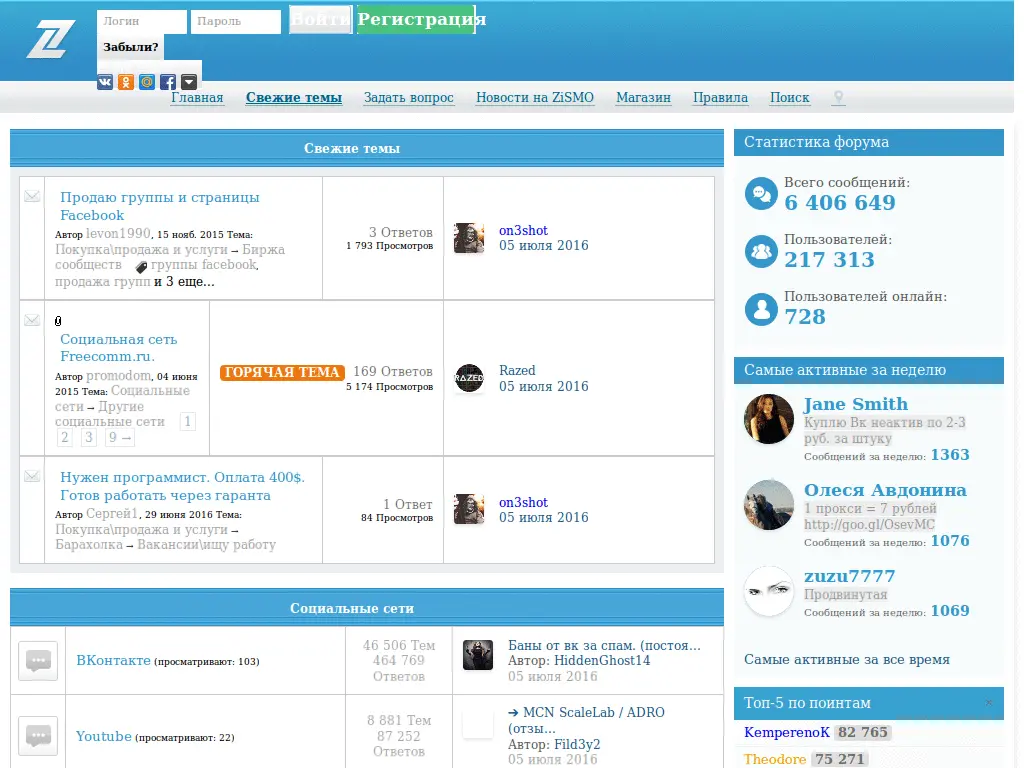 Логин
Пароль
Войти
Регистрация
Забыли?
Главная
Свежие темы
Задать вопрос
Новости на ZiSMO
Магазин
Правила
Поиск
Свежие темы
Продаю группы и страницы
Facebook
Автор levon1990, 15 нояб. 2015 Тема:
Покупка\продажа и услуги → Биржа
сообществ группы facebook,
продажа групп и 3 еще...
3 Ответов
1 793 Просмотров
on3shot
05 июля 2016
Социальная сеть
Freecomm.ru.
Автор promodom, 04 июня
2015 Тема: Социальные
сети → Другие
социальные сети 1
2 3 9 →
ГОРЯЧАЯ ТЕМА 169 Ответов
5 174 Просмотров
RAZED
Razed
05 июля 2016
Нужен программист. Оплата 400$.
Готов работать через гаранта
Автор Сергей1, 29 июня 2016 Тема:
Покупка\продажа и услуги →
Барахолка → Вакансии\ищу работу
1 Ответ
84 Просмотров
on3shot
05 июля 2016
Социальные сети
ВКонтакте (просматривают: 103)
46 506 Тем
464 769
Ответов
Баны от вк за спам. (постоя...
Автор: HiddenGhost14
05 июля 2016
Youtube (просматривают: 22)
8 881 Тем
87 252
Ответов
➔ MCN ScaleLab / ADRO
(отзы...
Автор: Fild3y2
05 июля 2016
Статистика форума
Всего сообщений:
6 406 649
Пользователей:
217 313
Пользователей онлайн:
728
Самые активные за неделю
Jane Smith
Куплю Вк неактив по 2-3
руб. за штуку
Сообщений за неделю: 1363
Олеся Авдонина
1 прокси = 7 рублей
http://goo.gl/OsevMC
Сообщений за неделю: 1076
zuzu7777
Продвинутая
Сообщений за неделю: 1069
Самые активные за все время
Топ-5 по поинтам ×
KemperenoK 82 765
Theodore 75 271